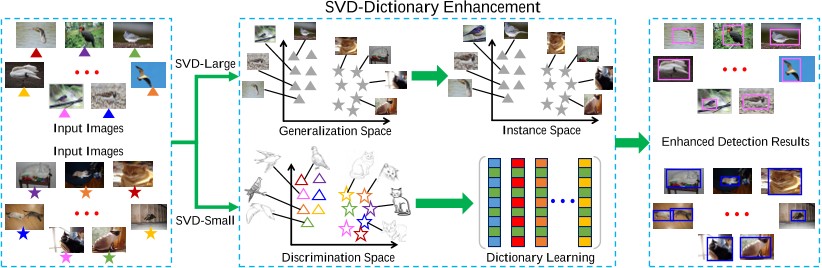 SVD-Dictionary Enhancement
SVD-Large
Input Images
Input Images
SVD-Small
Generalization Space
Instance Space
Discrimination Space
Dictionary Learning
Enhanced Detection Results